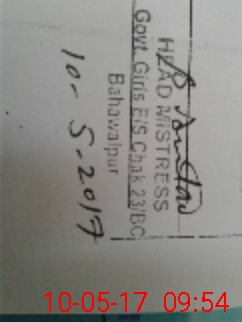 HEAD MISTRESS
Govt. Girls E/S Chak 23/BC
Bahawalpur
10-5-2017
10-05-17 09:54